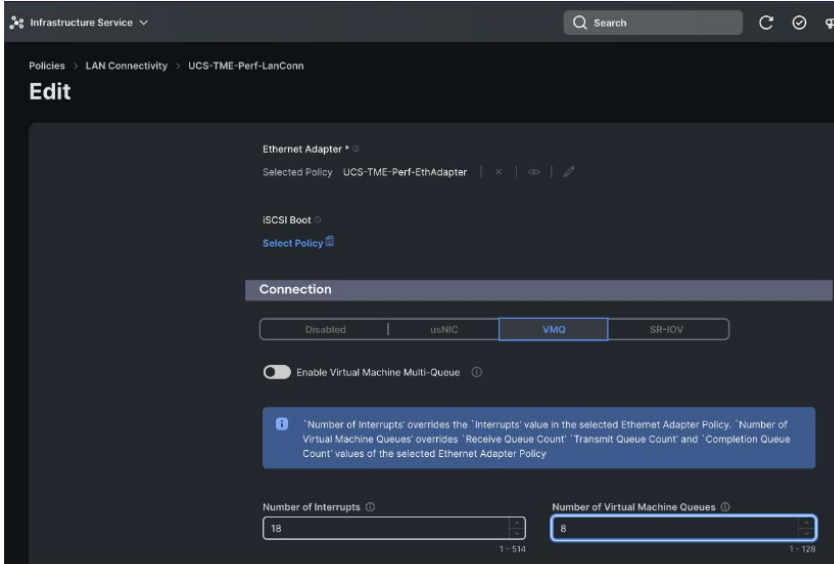 Infrastructure Service
Search
Policies > LAN Connectivity > UCS-TME-Perf-LanConn
Edit
Ethernet Adapter *
Selected Policy UCS-TME-Perf-EthAdapter
iSCSI Boot
Select Policy
Connection
Disabled usNIC VMQ SR-IOV
Enable Virtual Machine Multi-Queue
`Number of Interrupts' overrides the `Interrupts' value in the selected Ethernet Adapter Policy. `Number of
Virtual Machine Queues' overrides `Receive Queue Count' `Transmit Queue Count' and `Completion Queue
Count' values of the selected Ethernet Adapter Policy
Number of Interrupts Number of Virtual Machine Queues
18 8
1 - 514 1 - 128